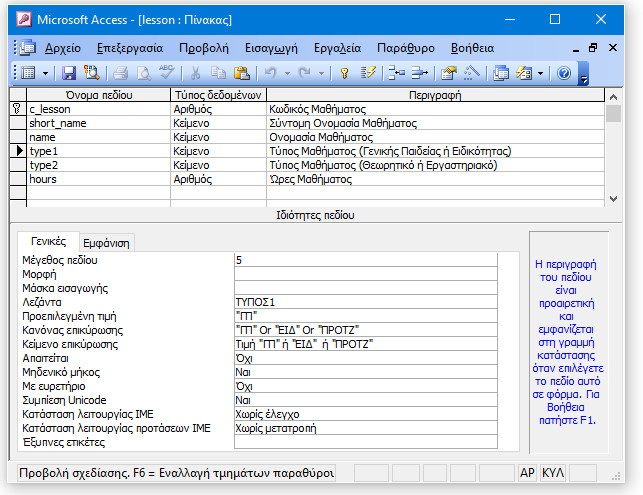 Microsoft Access - [lesson : Πίνακας]
Αρχείο Επεξεργασία Προβολή Εισαγωγή Εργαλεία Παράθυρο Βοήθεια
Όνομα πεδίου Τύπος δεδομένων Περιγραφή
c_lesson Αριθμός Κωδικός Μαθήματος
short_name Κείμενο Σύντομη Ονομασία Μαθήματος
name Κείμενο Ονομασία Μαθήματος
type1 Κείμενο Τύπος Μαθήματος (Γενικής Παιδείας ή Ειδικότητας)
type2 Κείμενο Τύπος Μαθήματος (Θεωρητικό ή Εργαστηριακό)
hours Αριθμός Ώρες Μαθήματος
Ιδιότητες πεδίου
Γενικές Εμφάνιση
Μέγεθος πεδίου 5
Μορφή
Μάσκα εισαγωγής
Λεζάντα ΤΥΠΟΣ1
Προεπιλεγμένη τιμή "ΓΠ"
Κανόνας επικύρωσης "ΓΠ" Or "ΕΙΔ" Or "ΠΡΟΤΖ"
Κείμενο επικύρωσης Τιμή "ΓΠ" ή "ΕΙΔ" ή "ΠΡΟΤΖ"
Απαιτείται Όχι
Μηδενικό μήκος Ναι
Με ευρετήριο Όχι
Συμπίεση Unicode Ναι
Κατάσταση λειτουργίας IME Χωρίς έλεγχο
Κατάσταση λειτουργίας προτάσεων IME Χωρίς μετατροπή
Έξυπνες ετικέτες
Η περιγραφή
του πεδίου
είναι
προαιρετική
και
εμφανίζεται
στη γραμμή
κατάστασης
όταν επιλέγετε
το πεδίο αυτό
σε φόρμα. Για
Βοήθεια
πατήστε F1.
Προβολή σχεδίασης. F6 = Εναλλαγή τμημάτων παραθύρου ΑΡ ΚΥΛ